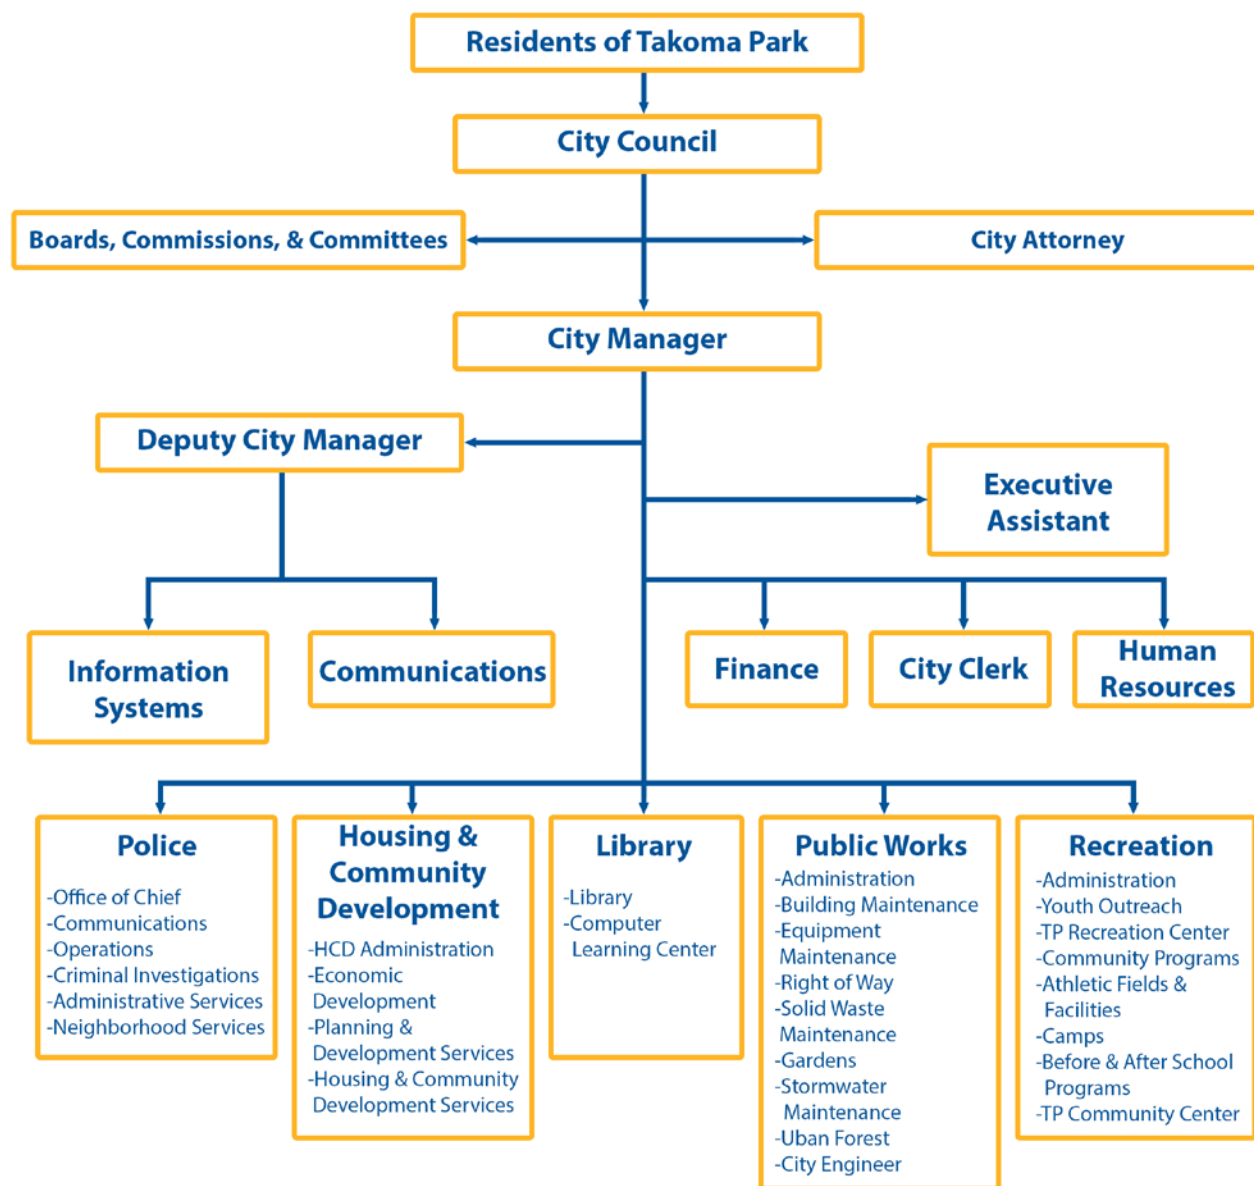 Residents of Takoma Park
City Council
Boards, Commissions, & Committees
City Attorney
City Manager
Deputy City Manager
Executive
Assistant
Information
Systems
Communications
Finance
City Clerk
Human
Resources
Police
-Office of Chief
-Communications
-Operations
-Criminal Investigations
-Administrative Services
-Neighborhood Services
Housing &
Community
Development
-HCD Administration
-Economic
Development
-Planning &
Development Services
-Housing & Community
Development Services
Library
-Library
-Computer
Learning Center
Public Works
-Administration
-Building Maintenance
-Equipment
Maintenance
-Right of Way
-Solid Waste
Maintenance
-Gardens
-Stormwater
Maintenance
-Uban Forest
-City Engineer
Recreation
-Administration
-Youth Outreach
-TP Recreation Center
-Community Programs
-Athletic Fields &
Facilities
-Camps
-Before & After School
Programs
-TP Community Center